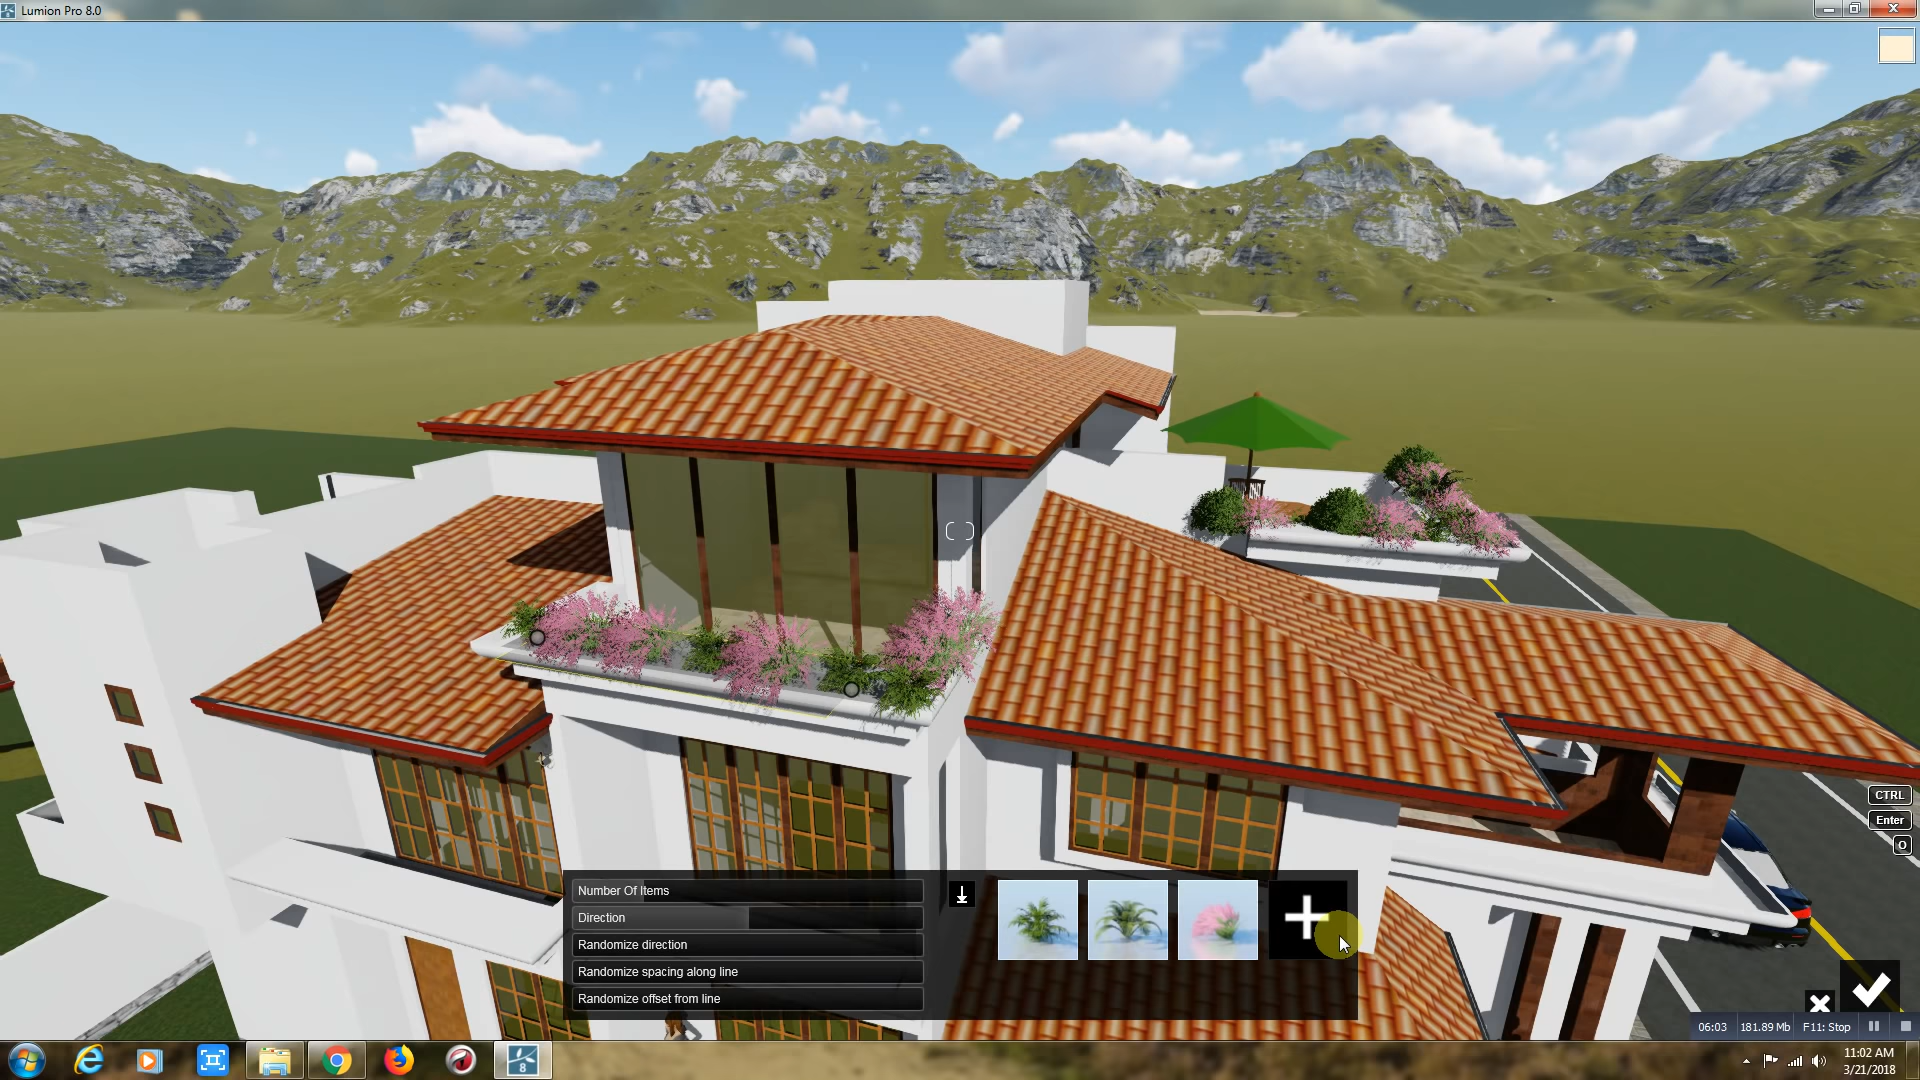 Lumion Pro 8.0
CTRL
Enter
O
Number Of Items
Direction
Randomize direction
Randomize spacing along line
Randomize offset from line
06:03
181.89 Mb
F11: Stop
8
11:02 AM
3/21/2018